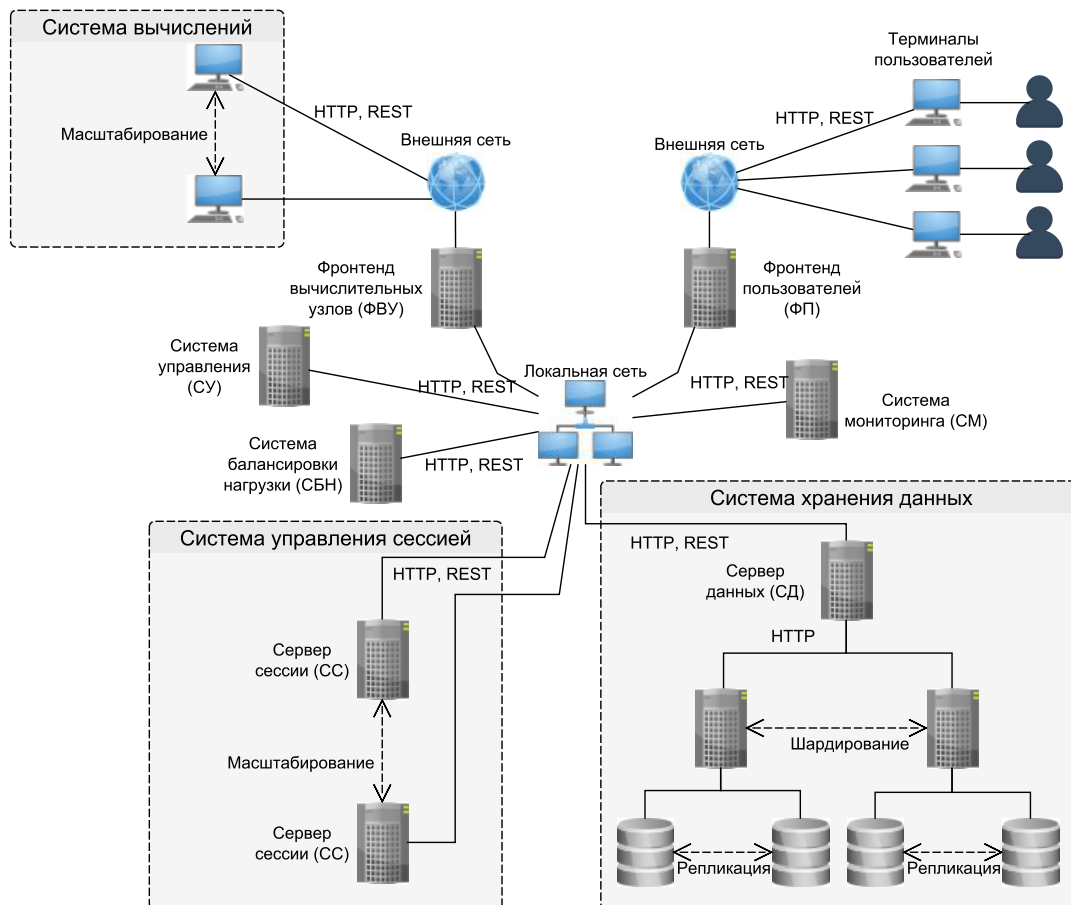 Система вычислений
Масштабирование
HTTP, REST
Внешняя сеть
Терминалы
пользователей
HTTP, REST
Внешняя сеть
Фронтенд
вычислительных
узлов (ФВУ)
Фронтенд
пользователей
(ФП)
Система
управления
(СУ)
HTTP, REST
Локальная сеть
HTTP, REST
Система
мониторинга (СМ)
Система
балансировки
нагрузки (СБН)
HTTP, REST
Система управления сессией
HTTP, REST
Сервер
сессии (СС)
Масштабирование
Сервер
сессии (СС)
Система хранения данных
HTTP, REST
Сервер
данных (СД)
HTTP
Шардирование
Репликация
Репликация